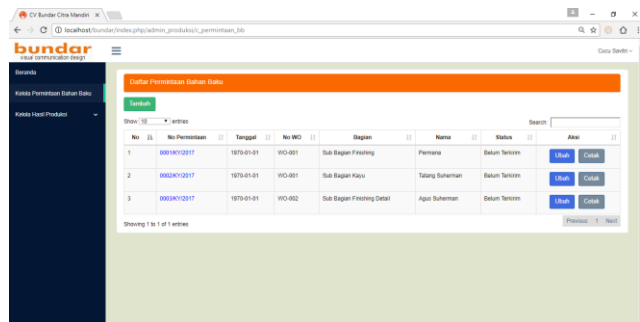 CV Bundar Citra Mandiri
localhost/bundar/index.php/admin_produksi/c_permintaan_bb
bundar
visual communication design
Cucu Savitri
Beranda
Kelola Permintaan Bahan Baku
Kelola Hasil Produksi
Daftar Permintaan Bahan Baku
Tambah
Show 10 entries
Search:
No No Permintaan Tanggal No WO Bagian Nama Status Aksi
1 0001/KY/2017 1970-01-01 WO-001 Sub Bagian Finishing Permana Belum Terkirim Ubah Cetak
2 0002/KY/2017 1970-01-01 WO-001 Sub Bagian Kayu Tatang Suherman Belum Terkirim Ubah Cetak
3 0003/KY/2017 1970-01-01 WO-002 Sub Bagian Finishing Detail Agus Suherman Belum Terkirim Ubah Cetak
Showing 1 to 1 of 1 entries
Previous 1 Next